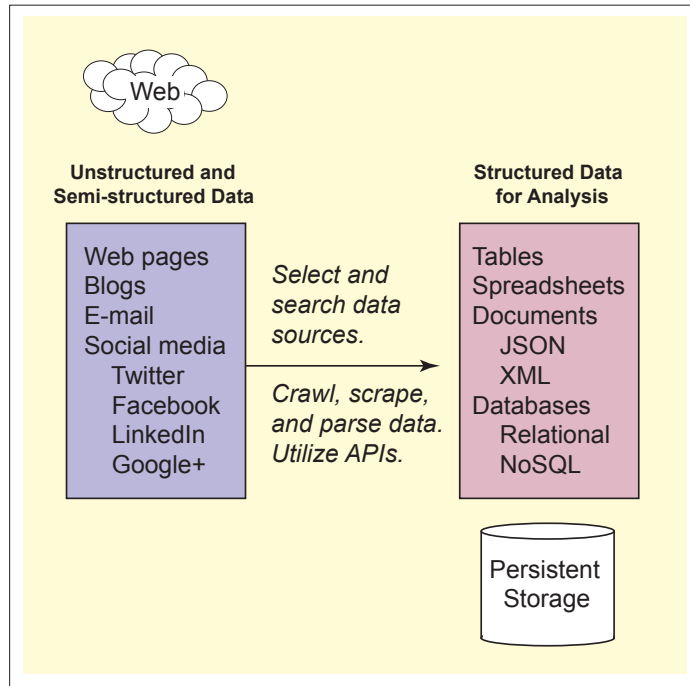 Web
Unstructured and
Semi-structured Data
Web pages
Blogs
E-mail
Social media
Twitter
Facebook
LinkedIn
Google+
Select and
search data
sources.
Crawl, scrape,
and parse data.
Utilize APIs.
Structured Data
for Analysis
Tables
Spreadsheets
Documents
JSON
XML
Databases
Relational
NoSQL
Persistent
Storage